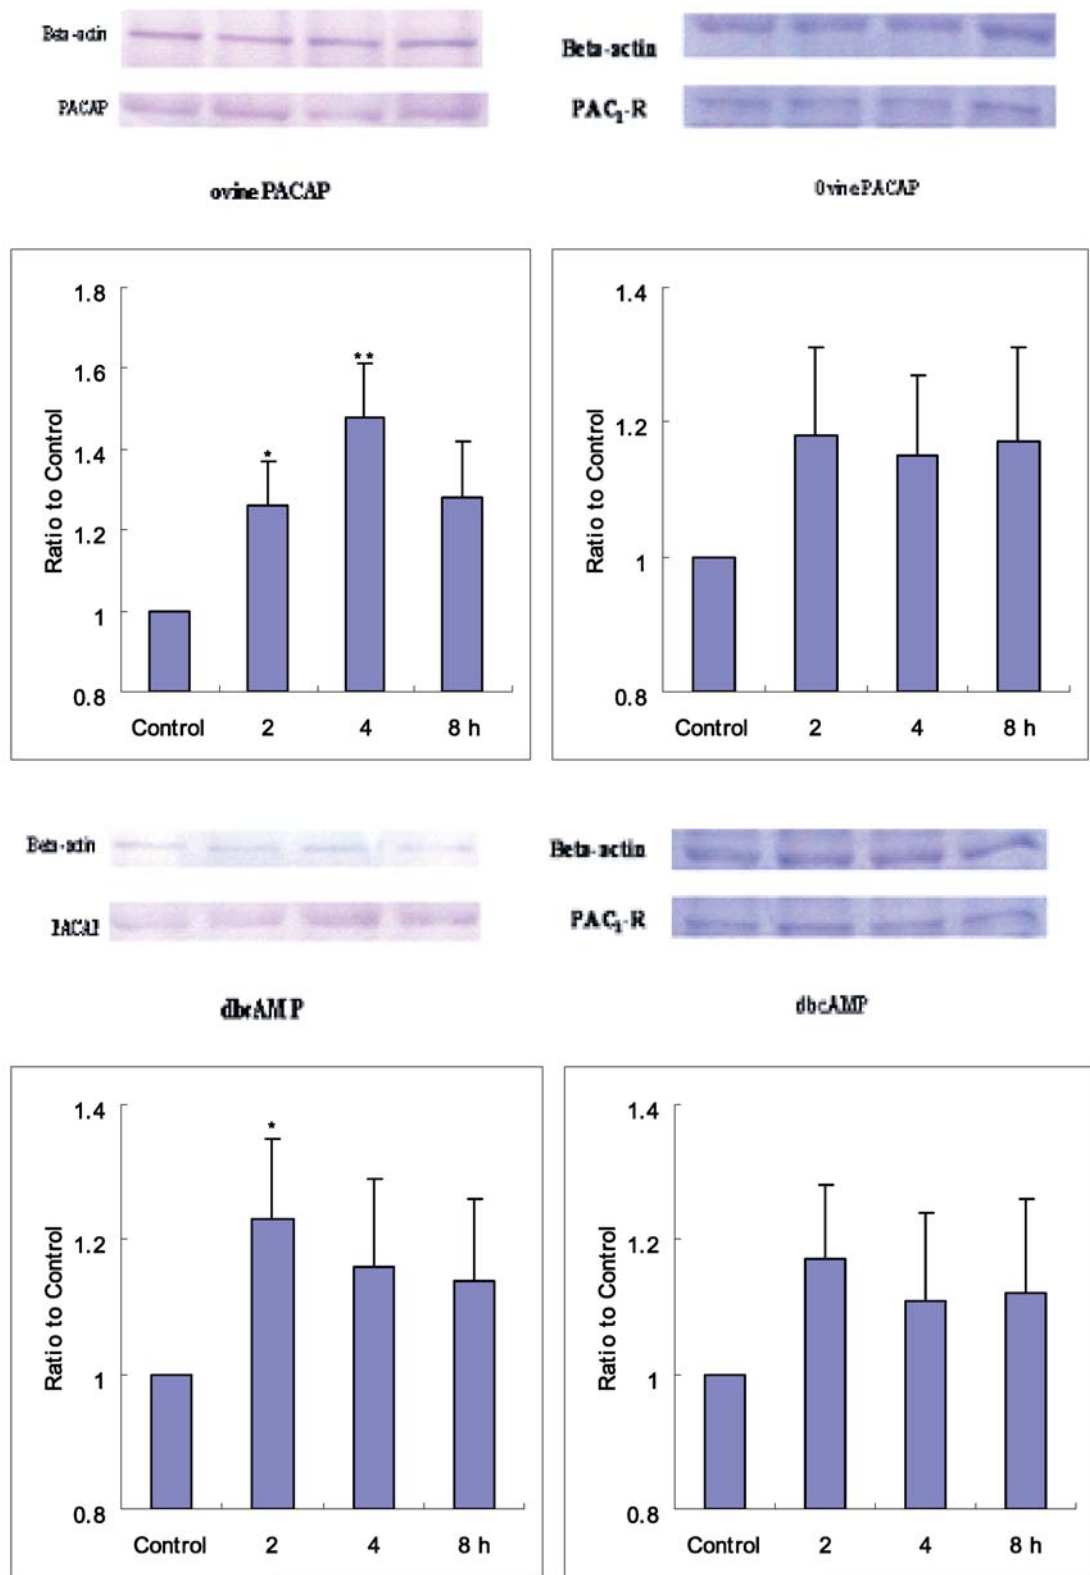 Beta-actin
PACAP
ovine PACAP
Beta-actin
PAC₁-R
0vine PACAP
1.8
1.6
1.4
1.2
1
0.8
Ratio to Control
*
**
Control 2 4 8 h
1.4
1.2
1
0.8
Ratio to Control
Control 2 4 8 h
Beta-actin
PACAP
dbcAMP
Beta-actin
PAC₁-R
dbcAMP
1.4
1.2
1
0.8
Ratio to Control
*
Control 2 4 8 h
1.4
1.2
1
0.8
Ratio to Control
Control 2 4 8 h